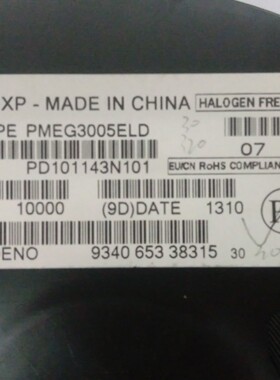 XP - MADE IN CHINA HALOGEN FRE
PE PMEG3005ELD
07
PD101143N101 EU/CN RoHS COMPLIAN
10000 (9D)DATE 1310
ENO 9340 653 38315 30